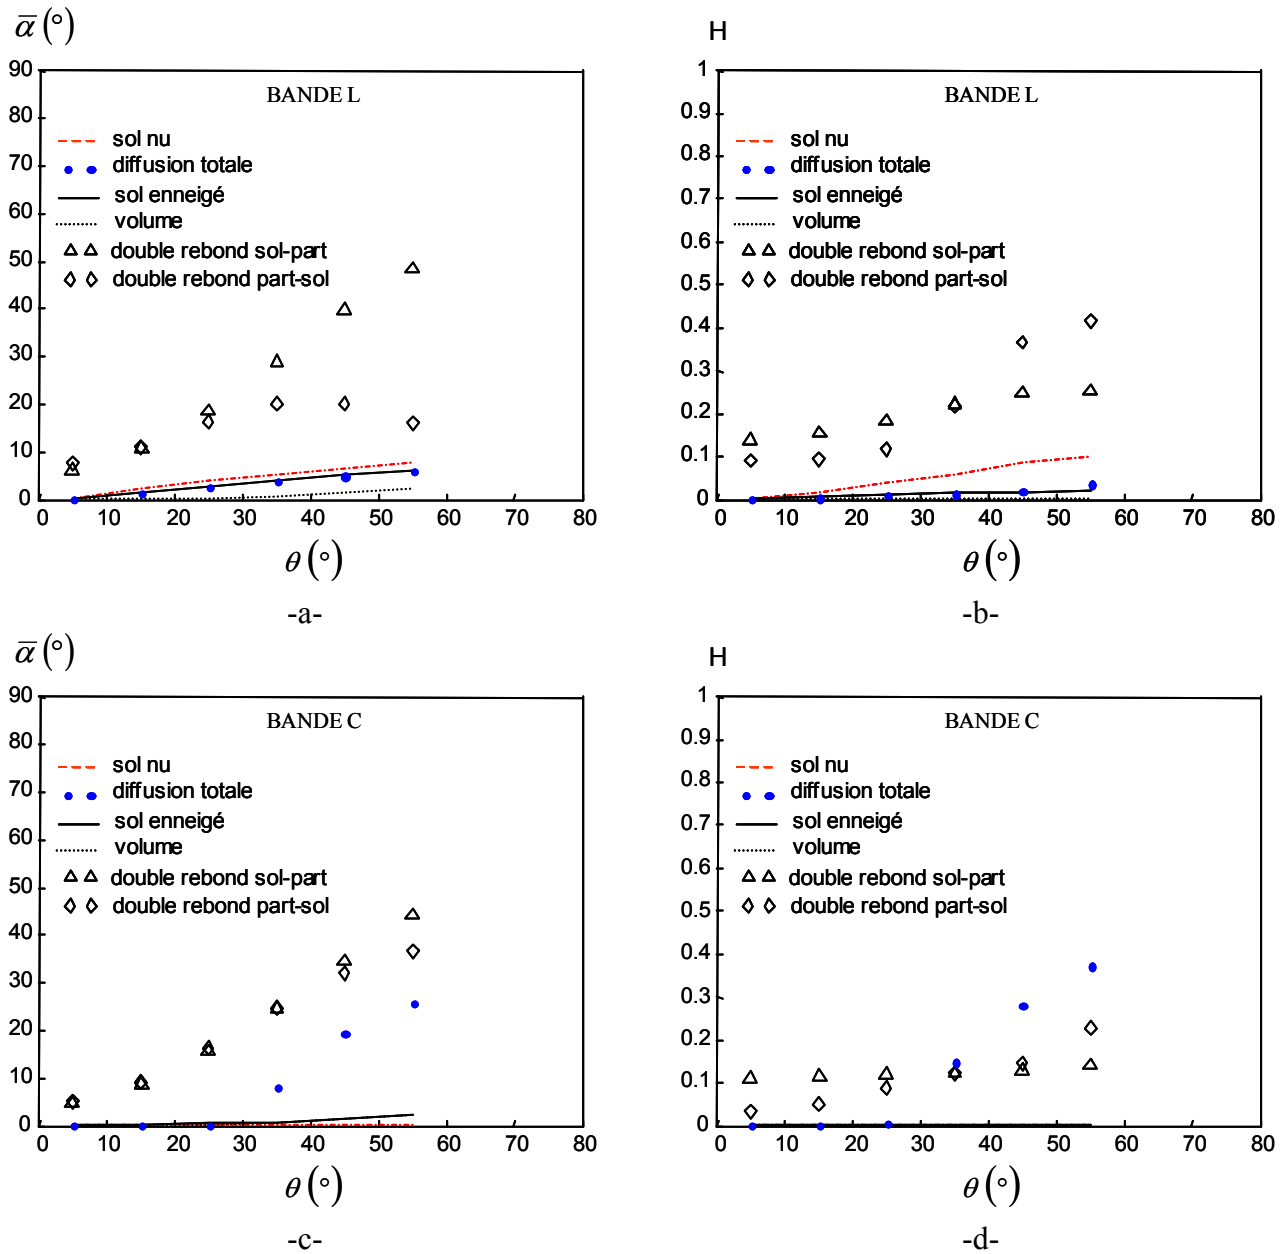 ᾱ (°)
90
80
70
60
50
40
30
20
10
0
BANDE L
sol nu
diffusion totale
sol enneigé
volume
double rebond sol-part
double rebond part-sol
0 10 20 30 40 50 60 70 80
θ (°)
-a-
H
1
0.9
0.8
0.7
0.6
0.5
0.4
0.3
0.2
0.1
0
BANDE L
sol nu
diffusion totale
sol enneigé
volume
double rebond sol-part
double rebond part-sol
0 10 20 30 40 50 60 70 80
θ (°)
-b-
ᾱ (°)
90
80
70
60
50
40
30
20
10
0
BANDE C
sol nu
diffusion totale
sol enneigé
volume
double rebond sol-part
double rebond part-sol
0 10 20 30 40 50 60 70 80
θ (°)
-c-
H
1
0.9
0.8
0.7
0.6
0.5
0.4
0.3
0.2
0.1
0
BANDE C
sol nu
diffusion totale
sol enneigé
volume
double rebond sol-part
double rebond part-sol
0 10 20 30 40 50 60 70 80
θ (°)
-d-